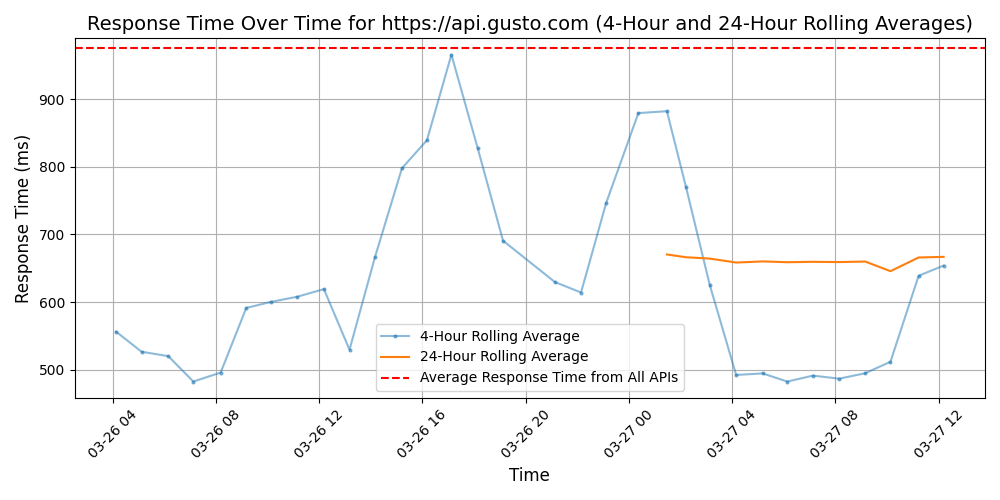 Response Time Over Time for https://api.gusto.com (4-Hour and 24-Hour Rolling Averages)
Response Time (ms)
900
800
700
600
500
4-Hour Rolling Average
24-Hour Rolling Average
Average Response Time from All APIs
03-26 04
03-26 08
03-26 12
03-26 16
03-26 20
03-27 00
03-27 04
03-27 08
03-27 12
Time